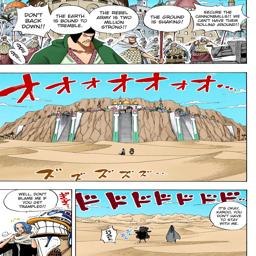 DON'T
BACK
DOWN!!
THE EARTH
IS BOUND
TO
TREMBLE.
THE REBEL
ARMY IS TWO
MILLION
STRONG!!
THE
GROUND
IS SHAKING!
SECURE THE
CANNONBALLS!! WE
CAN'T HAVE THEM
ROLLING AROUND!!
オオオオオオオ...
ズズズズ...
WELL, DON'T
BLAME ME IF
YOU GET
TRAMPLED!!
ドドドドドドド
IT'S OKAY,
KAROO.
YOU DON'T
HAVE TO
STAY WITH
ME.